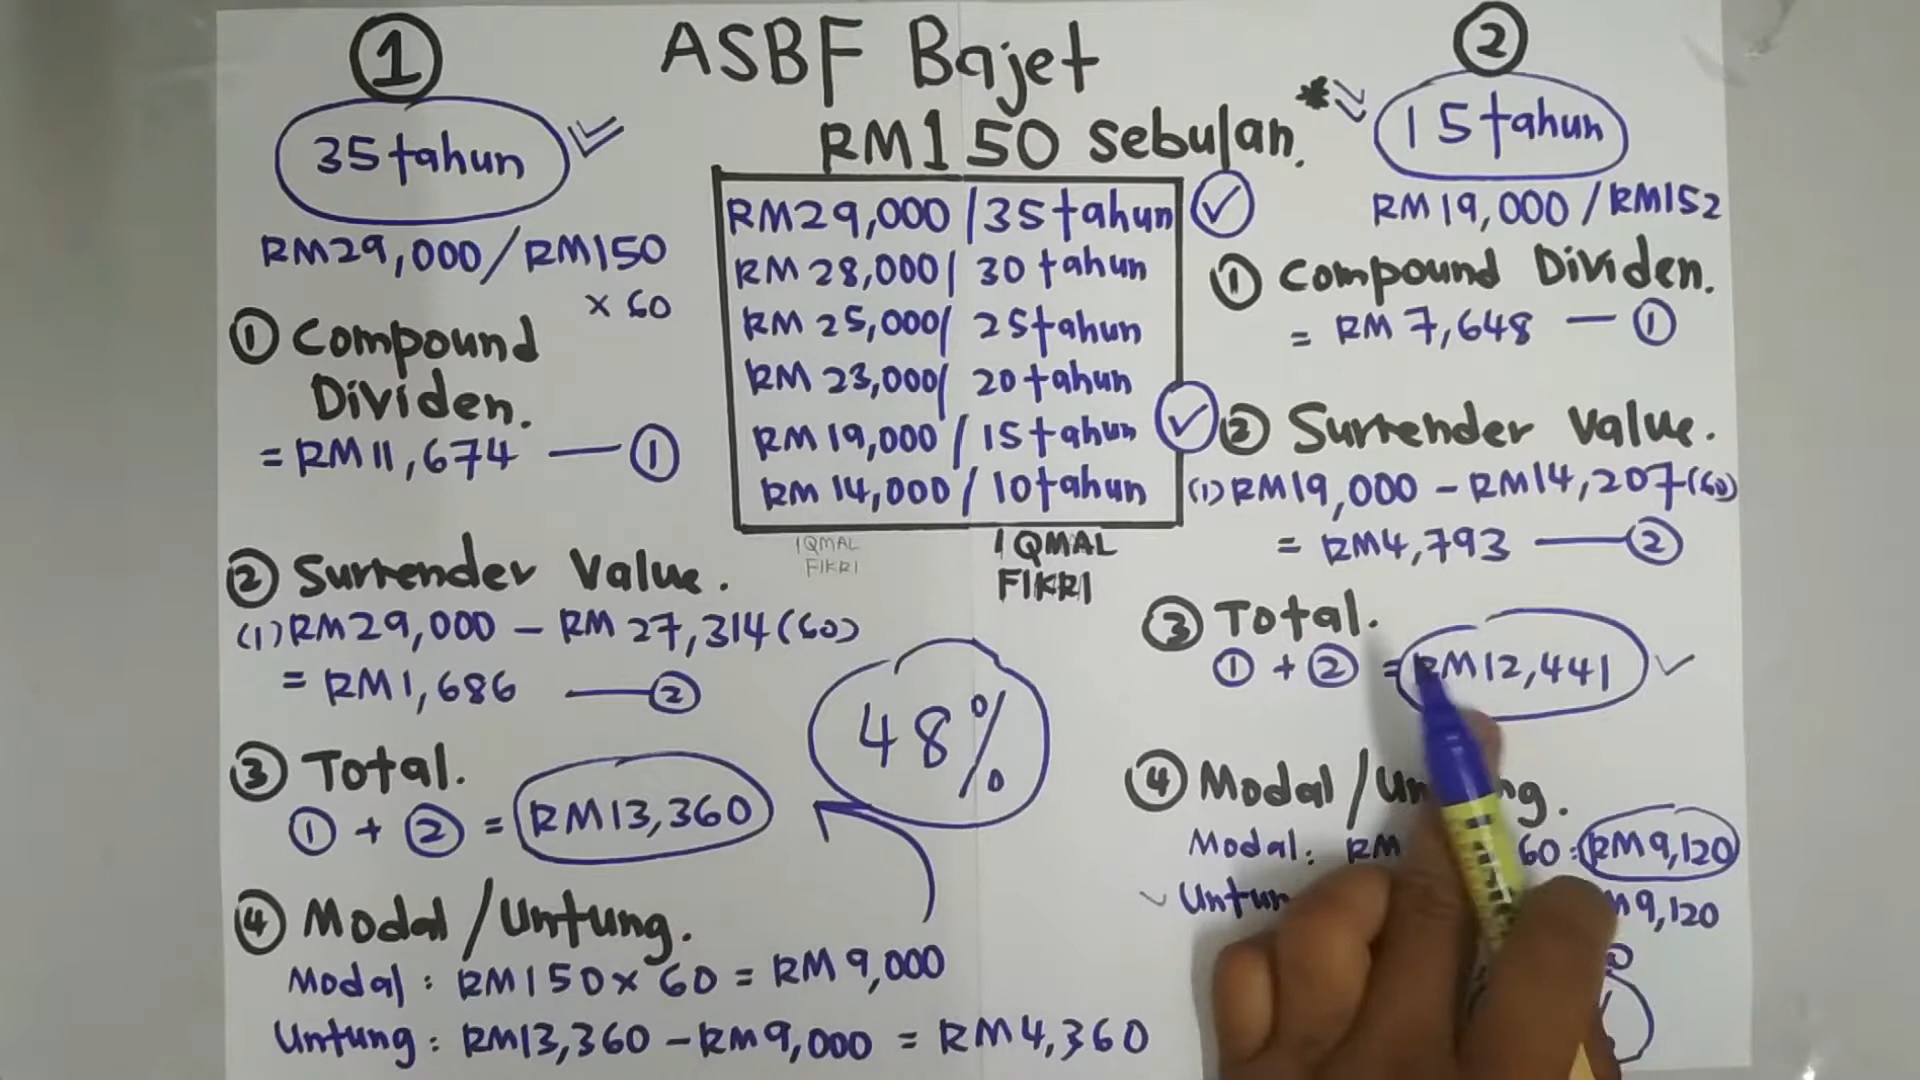 ASBF Bajet
RM150 sebulan.
1
35 tahun
RM29,000/RM150
x 60
① Compound
Dividen.
= RM11,674 — ①
② Surrender Value.
(1) RM29,000 - RM27,314 (60)
= RM1,686 — ②
③ Total.
① + ② = RM13,360
④ Modal/Untung.
Modal: RM150 x 60 = RM9,000
Untung: RM13,360 - RM9,000 = RM4,360
48%
RM29,000/35 tahun
RM28,000/30 tahun
RM25,000/25 tahun
RM23,000/20 tahun
RM19,000/15 tahun
RM14,000/10 tahun
IQMAL
FIKRI
IQMAL
FIKRI
2
* 15 tahun
RM19,000/RM152
① Compound Dividen.
= RM7,648 — ①
② Surrender Value.
(1) RM19,000 - RM14,207 (60)
= RM4,793 — ②
③ Total.
① + ② = RM12,441
④ Modal/
Modal: RM 60 = RM9,120
9,120